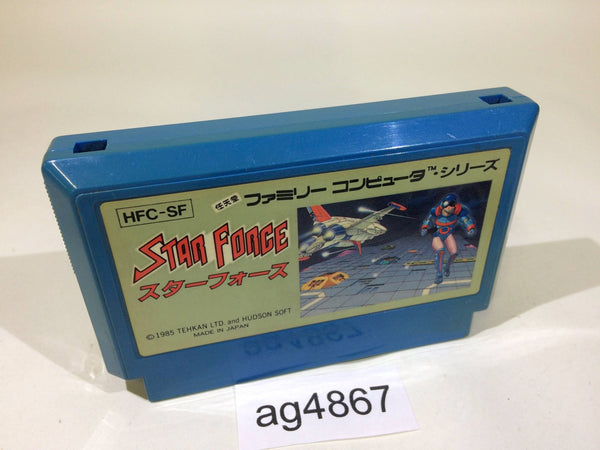 HFC-SF
任天堂 ファミリー コンピュータ™・シリーズ
STAR FORCE
スターフォース
© 1985 TEHKAN LTD. and HUDSON SOFT
MADE IN JAPAN
ag4867